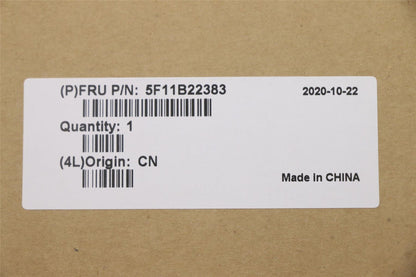 (P)FRU P/N: 5F11B22383 2020-10-22
Quantity: 1
(4L)Origin: CN
Made in CHINA